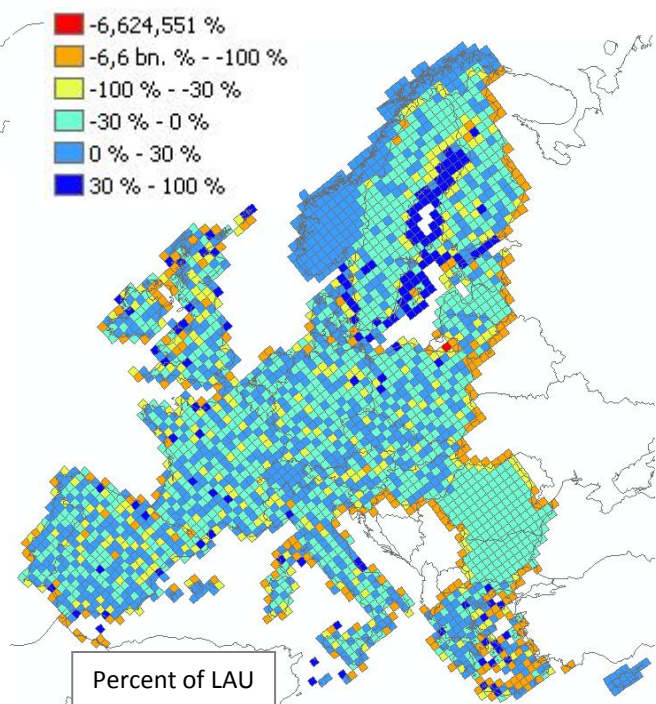 -6,624,551 %
-6,6 bn. % - -100 %
-100 % - -30 %
-30 % - 0 %
0 % - 30 %
30 % - 100 %
Percent of LAU